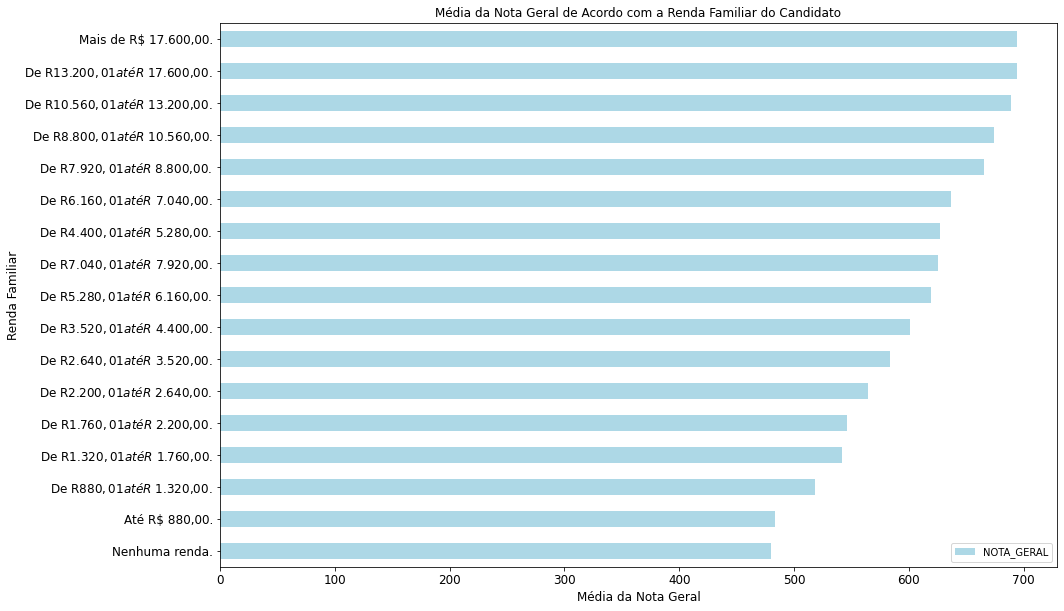 Média da Nota Geral de Acordo com a Renda Familiar do Candidato
Mais de R$ 17.600,00.
De R13.200,01atéR 17.600,00.
De R10.560,01atéR 13.200,00.
De R8.800,01atéR 10.560,00.
De R7.920,01atéR 8.800,00.
De R6.160,01atéR 7.040,00.
De R4.400,01atéR 5.280,00.
De R7.040,01atéR 7.920,00.
De R5.280,01atéR 6.160,00.
De R3.520,01atéR 4.400,00.
De R2.640,01atéR 3.520,00.
De R2.200,01atéR 2.640,00.
De R1.760,01atéR 2.200,00.
De R1.320,01atéR 1.760,00.
De R880,01atéR 1.320,00.
Até R$ 880,00.
Nenhuma renda.
Renda Familiar
NOTA_GERAL
0 100 200 300 400 500 600 700
Média da Nota Geral